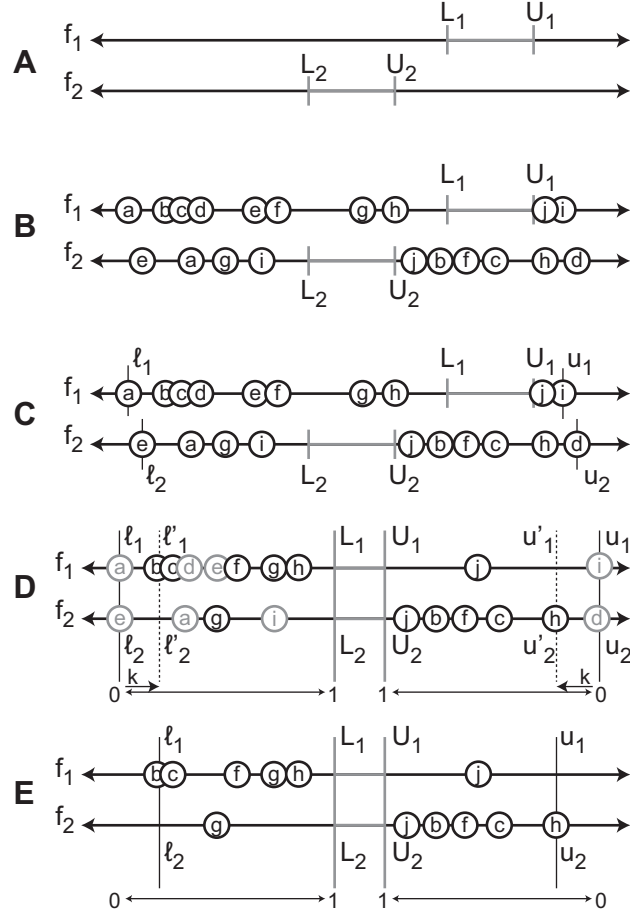 L1 U1
f1
A
L2 U2
f2
L1 U1
f1 a b c d e f g h j i
B
f2 e a g i j b f c h d
L2 U2
ℓ1 L1 U1 u1
f1 a b c d e f g h j i
C
f2 e a g i j b f c h d
ℓ2 L2 U2 u2
ℓ1 ℓ'1 L1 U1 u'1 u1
f1 a b c d e f g h j i
D
f2 e a g i j b f c h d
ℓ2 ℓ'2 L2 U2 u'2 u2
k k
0 1 1 0
ℓ1 L1 U1 u1
f1 b c f g h j
E
f2 g j b f c h
ℓ2 L2 U2 u2
0 1 1 0